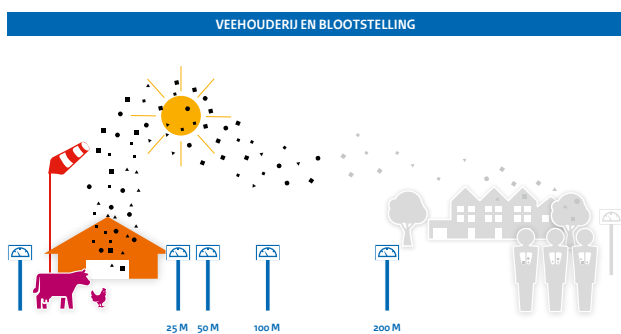 VEEHOUDERIJ EN BLOOTSTELLING
25 M 50 M 100 M 200 M